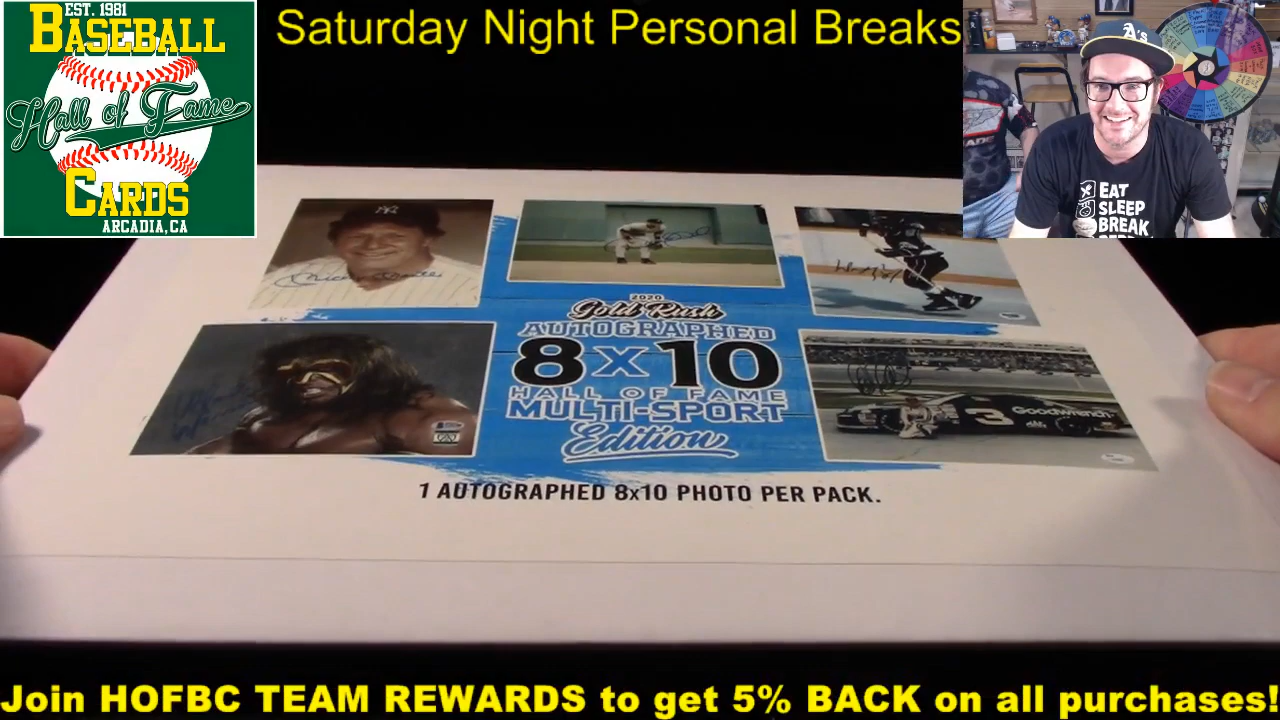 EST. 1981
BASEBALL
Hall of Fame
CARDS
ARCADIA, CA
Saturday Night Personal Breaks
A's
EAT
SLEEP
BREAK
2020
Gold Rush
AUTOGRAPHED
8x10
HALL OF FAME
MULTI-SPORT
Edition
3
Goodwrench
1 AUTOGRAPHED 8x10 PHOTO PER PACK.
Join HOFBC TEAM REWARDS to get 5% BACK on all purchases!